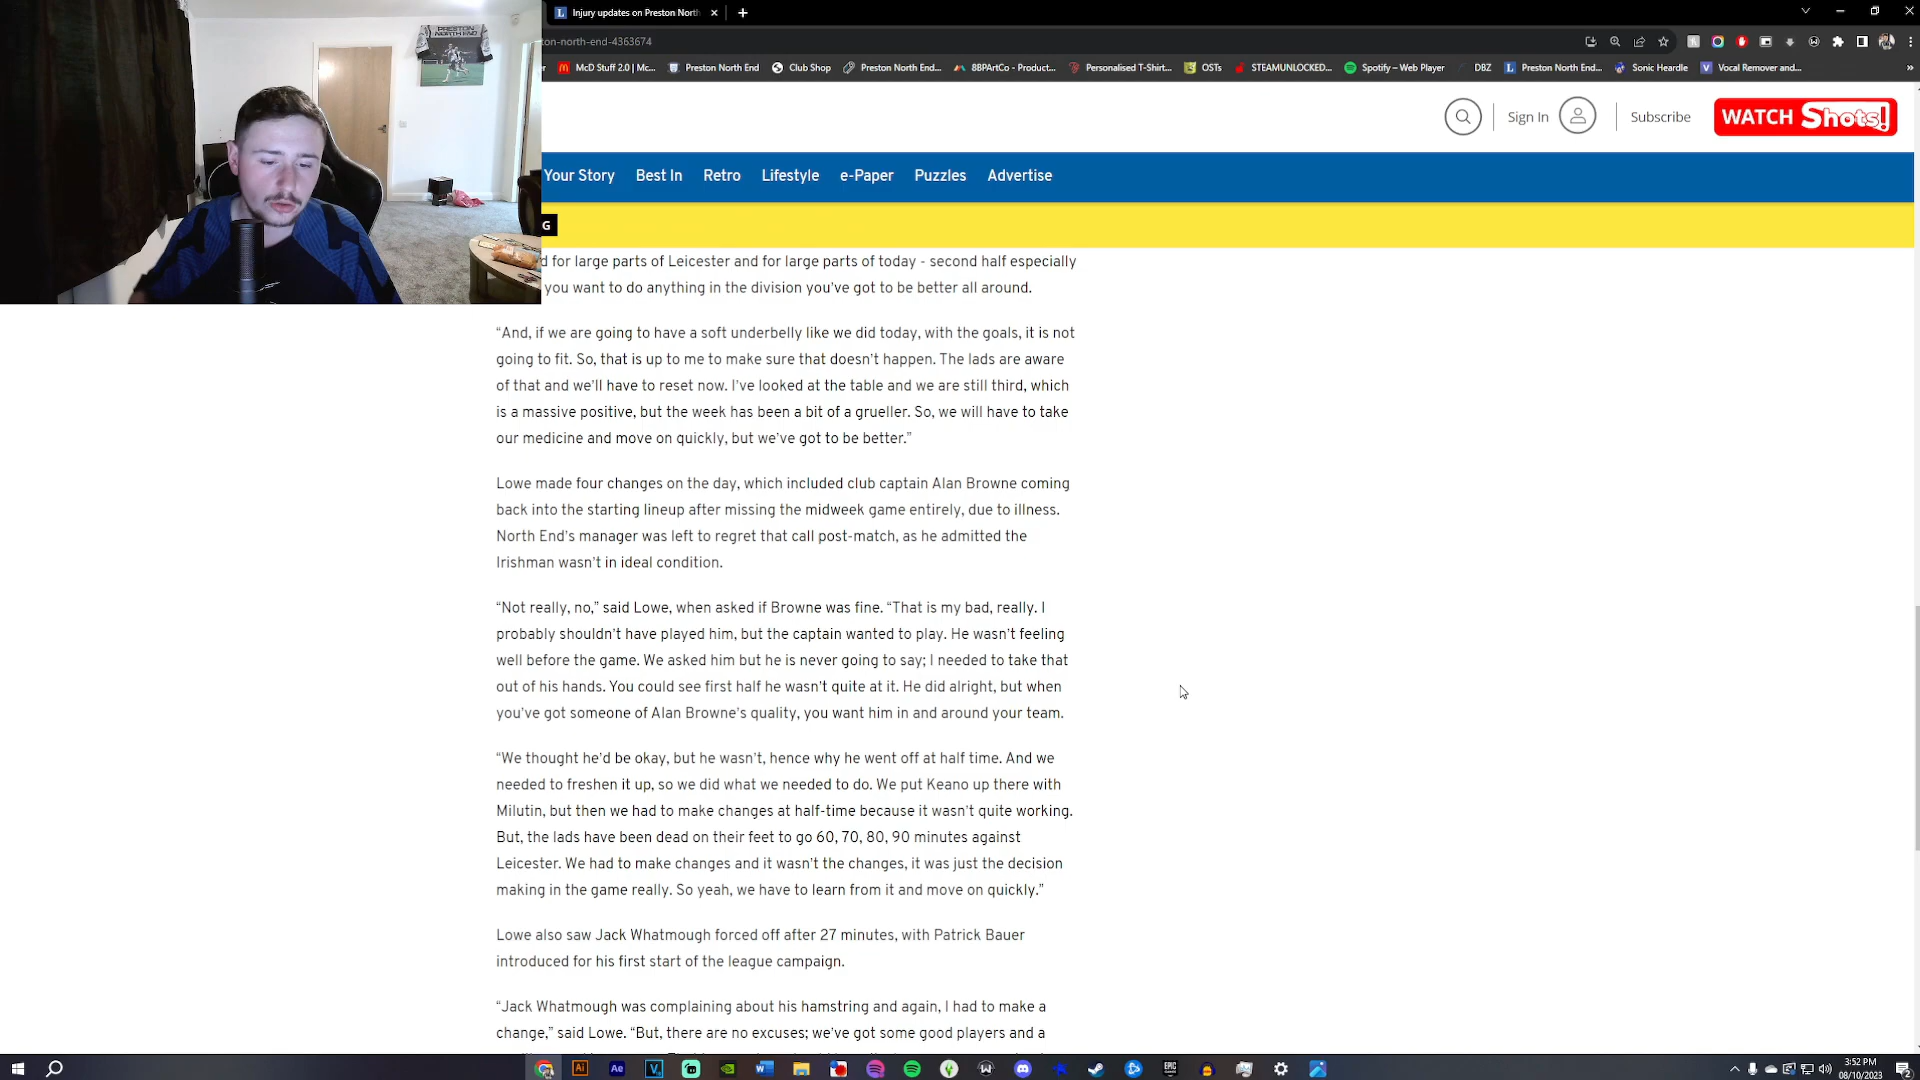 PRESTON
NORTH END
Injury updates on Preston North
ton-north-end-4363674
McD Stuff 2.0 | Mc...
Preston North End
Club Shop
Preston North End...
8BPArtCo - Product...
Personalised T-Shirt...
OSTs
STEAMUNLOCKED...
Spotify – Web Player
DBZ
Preston North End...
Sonic Heardle
Vocal Remover and...
Sign In
Subscribe
WATCH Shots!
Your Story Best In Retro Lifestyle e-Paper Puzzles Advertise
G
d for large parts of Leicester and for large parts of today - second half especially
you want to do anything in the division you've got to be better all around.
“And, if we are going to have a soft underbelly like we did today, with the goals, it is not
going to fit. So, that is up to me to make sure that doesn't happen. The lads are aware
of that and we'll have to reset now. I've looked at the table and we are still third, which
is a massive positive, but the week has been a bit of a grueller. So, we will have to take
our medicine and move on quickly, but we've got to be better.”
Lowe made four changes on the day, which included club captain Alan Browne coming
back into the starting lineup after missing the midweek game entirely, due to illness.
North End's manager was left to regret that call post-match, as he admitted the
Irishman wasn't in ideal condition.
“Not really, no,” said Lowe, when asked if Browne was fine. “That is my bad, really. I
probably shouldn't have played him, but the captain wanted to play. He wasn't feeling
well before the game. We asked him but he is never going to say; I needed to take that
out of his hands. You could see first half he wasn't quite at it. He did alright, but when
you've got someone of Alan Browne's quality, you want him in and around your team.
“We thought he'd be okay, but he wasn't, hence why he went off at half time. And we
needed to freshen it up, so we did what we needed to do. We put Keano up there with
Milutin, but then we had to make changes at half-time because it wasn't quite working.
But, the lads have been dead on their feet to go 60, 70, 80, 90 minutes against
Leicester. We had to make changes and it wasn't the changes, it was just the decision
making in the game really. So yeah, we have to learn from it and move on quickly.”
Lowe also saw Jack Whatmough forced off after 27 minutes, with Patrick Bauer
introduced for his first start of the league campaign.
“Jack Whatmough was complaining about his hamstring and again, I had to make a
change,” said Lowe. “But, there are no excuses; we've got some good players and a
3:52 PM
08/10/2023